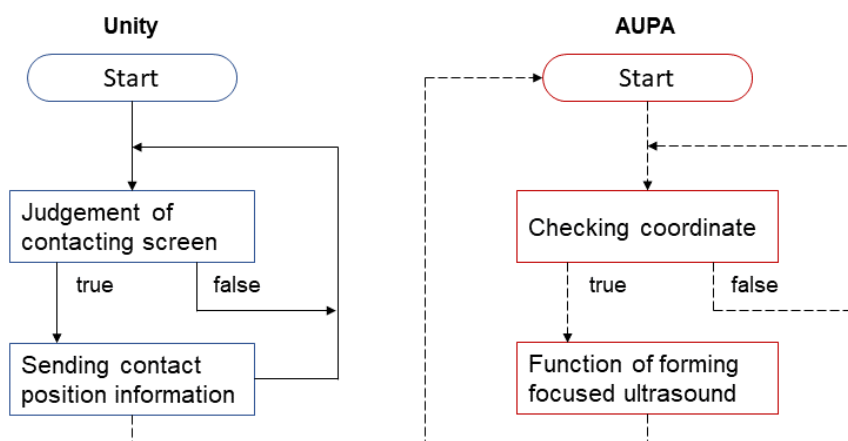 Unity
Start
Judgement of
contacting screen
true
false
Sending contact
position information
AUPA
Start
Checking coordinate
true
false
Function of forming
focused ultrasound